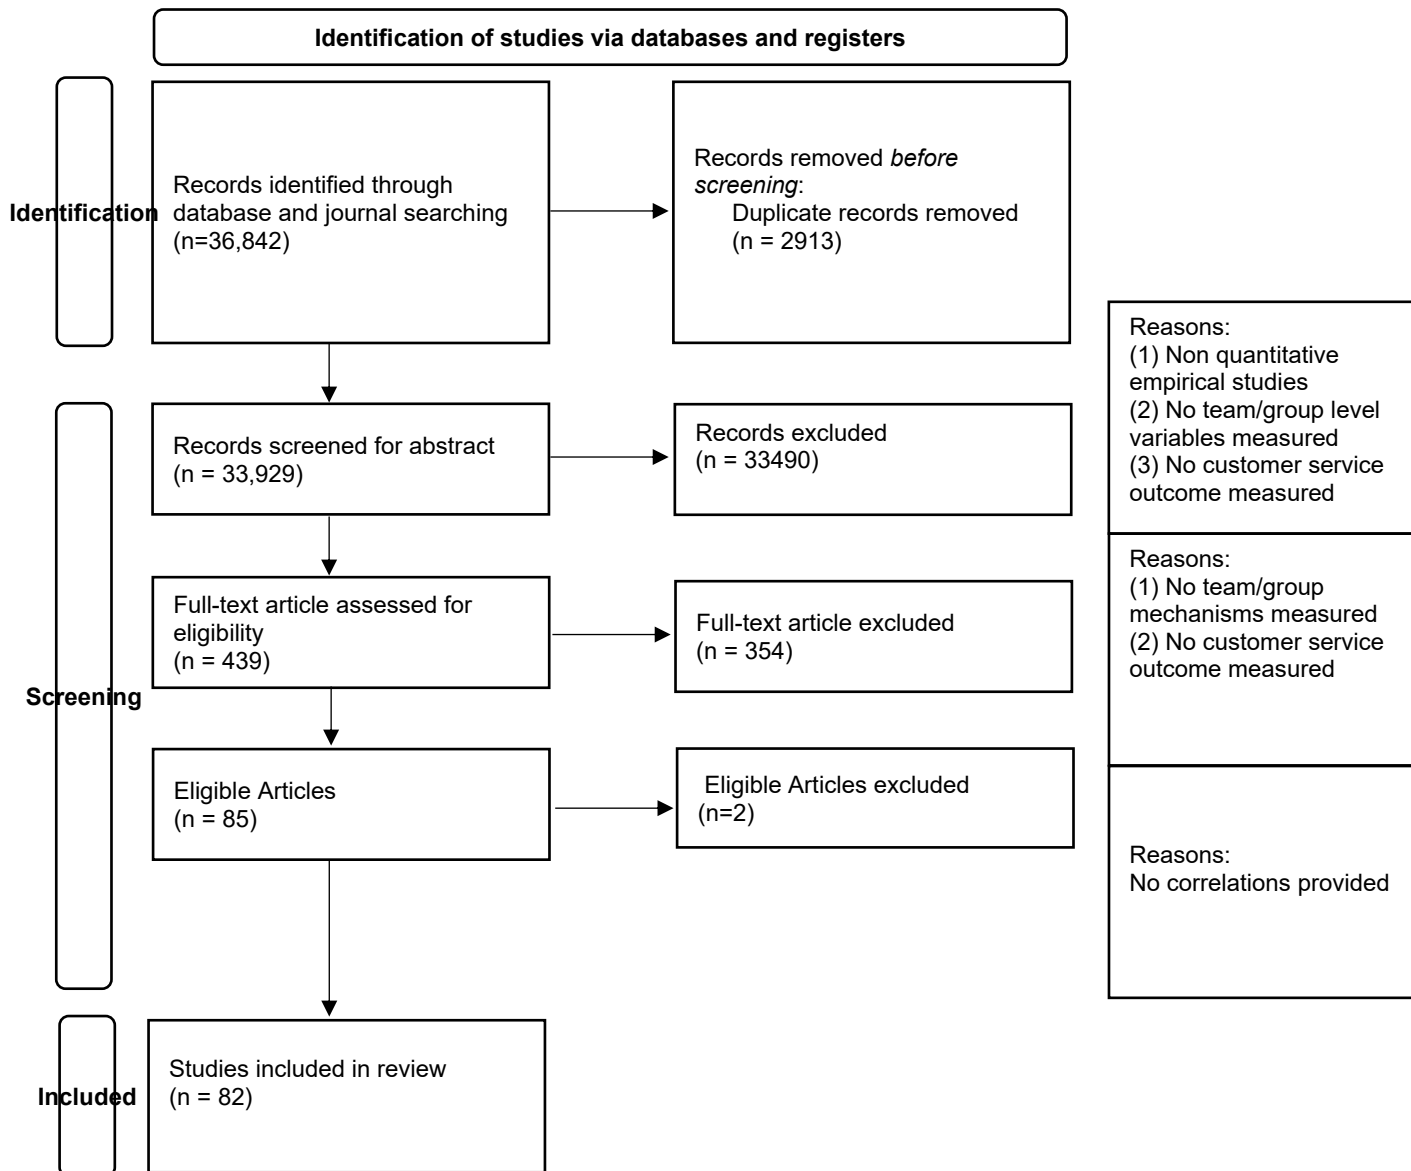 Identification of studies via databases and registers
Identification
Records identified through
database and journal searching
(n=36,842)
Records removed before
screening:
Duplicate records removed
(n = 2913)
Screening
Records screened for abstract
(n = 33,929)
Records excluded
(n = 33490)
Reasons:
(1) Non quantitative
empirical studies
(2) No team/group level
variables measured
(3) No customer service
outcome measured
Full-text article assessed for
eligibility
(n = 439)
Full-text article excluded
(n = 354)
Reasons:
(1) No team/group
mechanisms measured
(2) No customer service
outcome measured
Eligible Articles
(n = 85)
Eligible Articles excluded
(n=2)
Reasons:
No correlations provided
Included
Studies included in review
(n = 82)